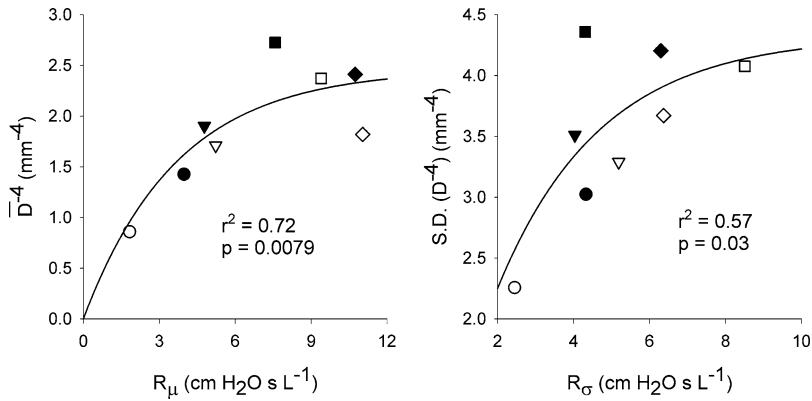 3.0
2.5
2.0
1.5
1.0
0.5
0.0
D⁻⁴ (mm⁻⁴)
r² = 0.72
p = 0.0079
0 3 6 9 12
Rμ (cm H2O s L⁻¹)
4.5
4.0
3.5
3.0
2.5
2.0
S.D. (D⁻⁴) (mm⁻⁴)
r² = 0.57
p = 0.03
2 4 6 8 10
Rσ (cm H2O s L⁻¹)